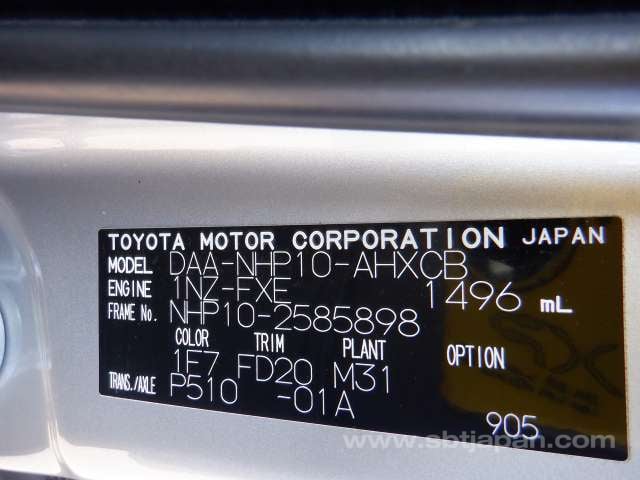 TOYOTA MOTOR CORPORATION JAPAN
MODEL DAA-NHP10-AHXCB
ENGINE 1NZ-FXE 1496 mL
FRAME No. NHP10-2585898
COLOR TRIM PLANT OPTION
1F7 FD20 M31
TRANS./AXLE P510 -01A
905
www.sbtjapan.com